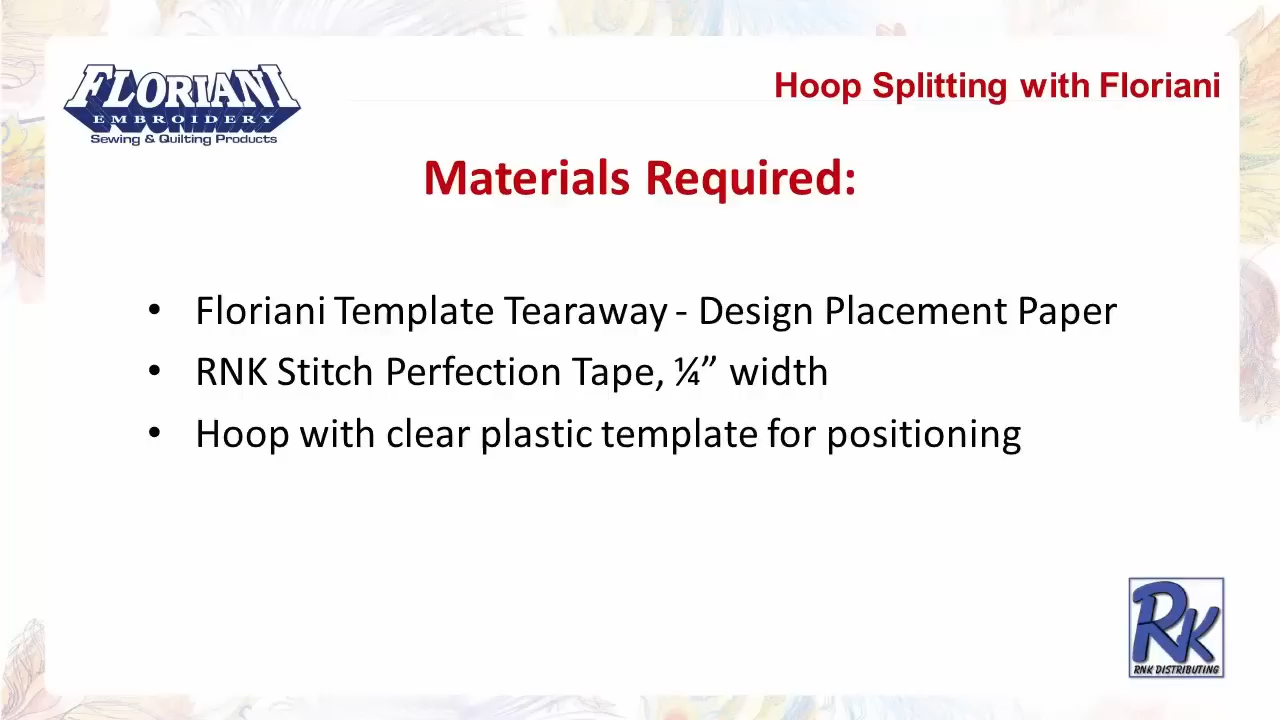 FLORIANI
EMBROIDERY
Sewing & Quilting Products
Hoop Splitting with Floriani
Materials Required:
• Floriani Template Tearaway - Design Placement Paper
• RNK Stitch Perfection Tape, ¼” width
• Hoop with clear plastic template for positioning
RK
RNK DISTRIBUTING